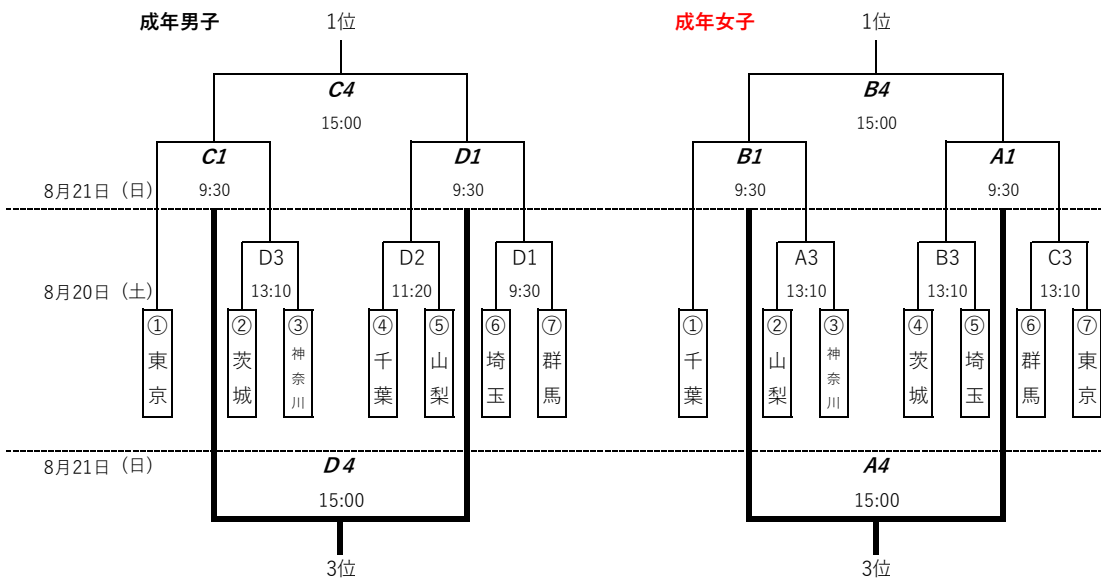 成年男子 1位 成年女子 1位
C4 B4
15:00 15:00
C1 D1 B1 A1
8月21日（日） 9:30 9:30 9:30 9:30
D3 D2 D1 A3 B3 C3
8月20日（土） 13:10 11:20 9:30 13:10 13:10 13:10
①東京 ②茨城 ③神奈川 ④千葉 ⑤山梨 ⑥埼玉 ⑦群馬 ①千葉 ②山梨 ③神奈川 ④茨城 ⑤埼玉 ⑥群馬 ⑦東京
8月21日（日） D4 A4
15:00 15:00
3位 3位